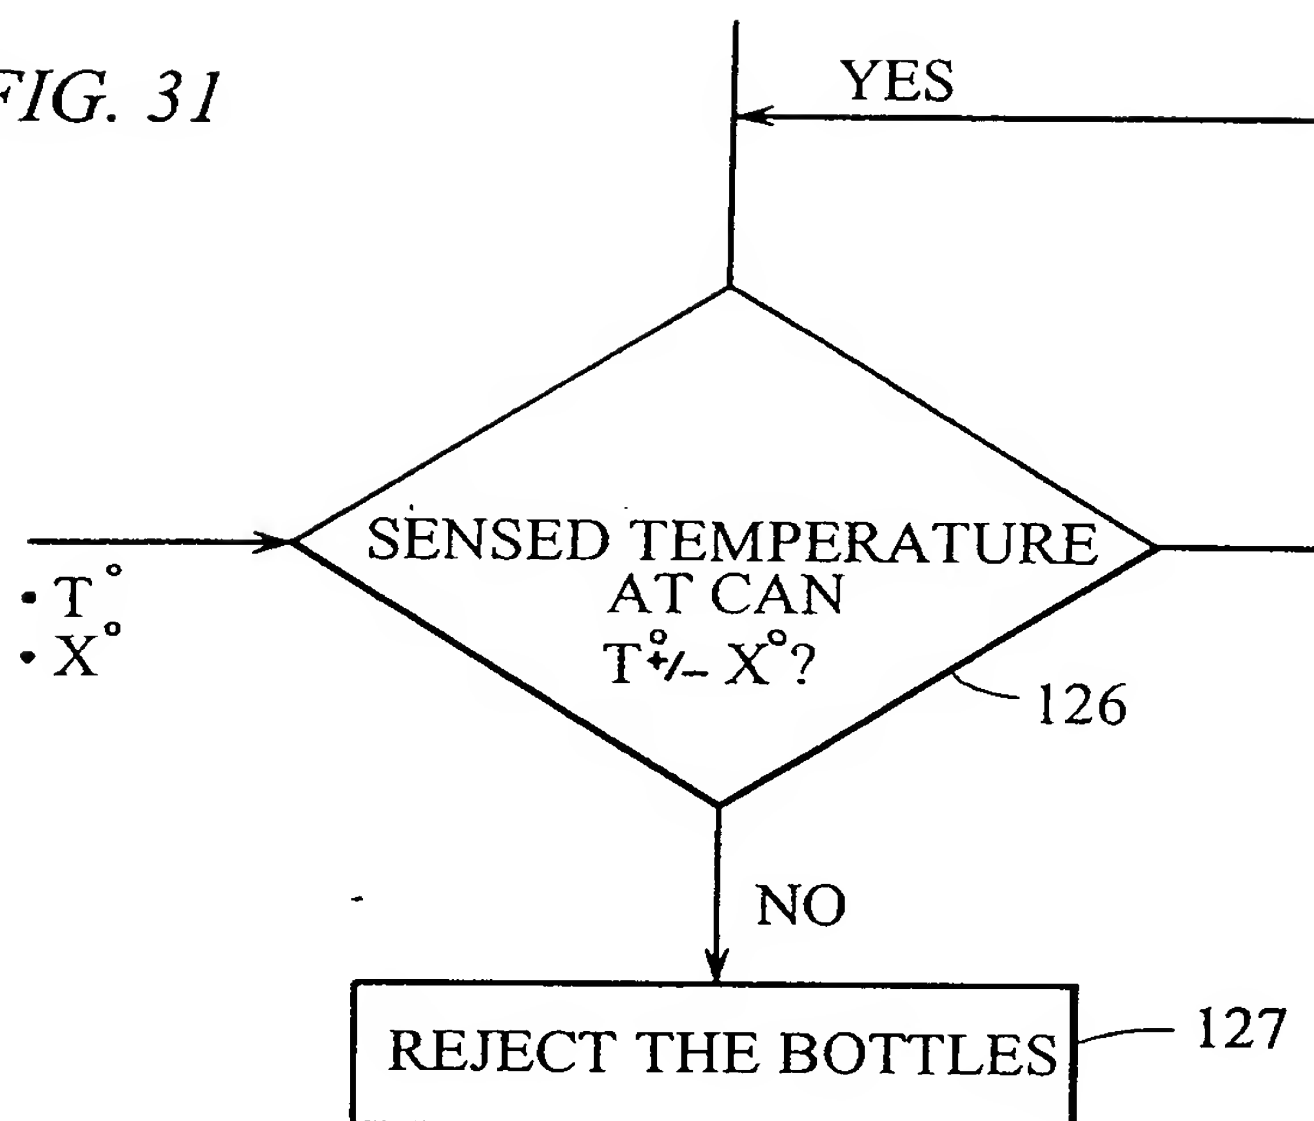 FIG. 31
YES
SENSED TEMPERATURE
AT CAN
T°+/- X°?
• T°
• X°
126
NO
REJECT THE BOTTLES
127